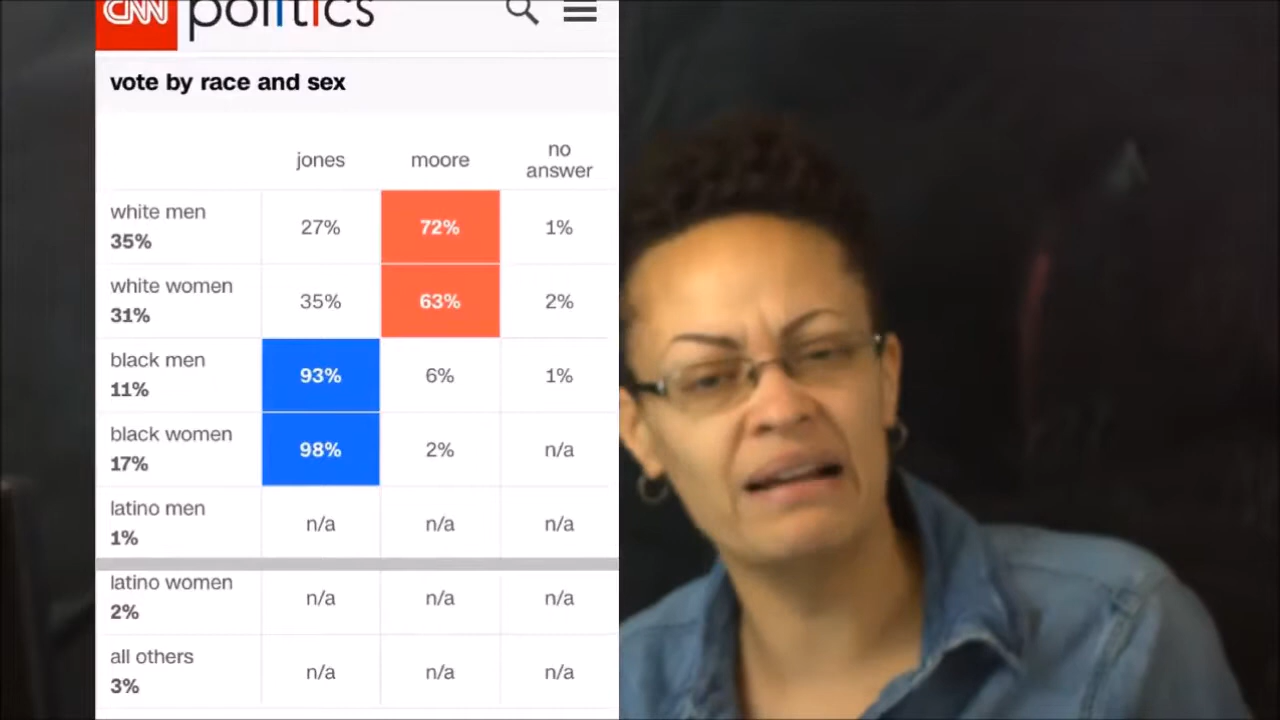 CNN politics
vote by race and sex
jones moore no answer
white men 27% 72% 1%
35%
white women 35% 63% 2%
31%
black men 93% 6% 1%
11%
black women 98% 2% n/a
17%
latino men n/a n/a n/a
1%
latino women n/a n/a n/a
2%
all others n/a n/a n/a
3%